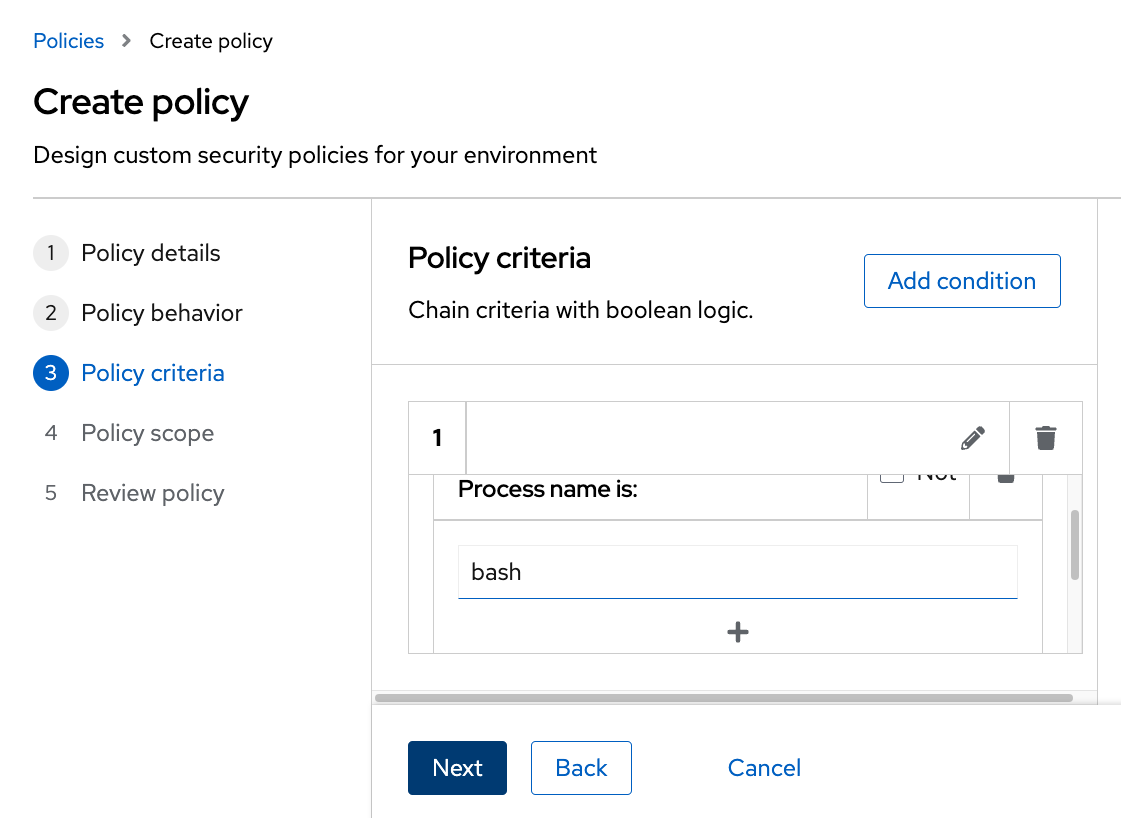 Policies > Create policy
Create policy
Design custom security policies for your environment
1 Policy details
2 Policy behavior
3 Policy criteria
4 Policy scope
5 Review policy
Policy criteria
Chain criteria with boolean logic.
Add condition
1
Process name is:
Not
bash
Next
Back
Cancel